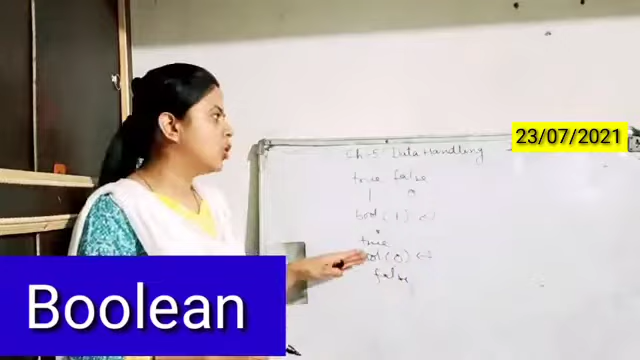 23/07/2021
Ch-5 Data Handling
true false
1 0
bool(1)
true
bool(0)
false
Boolean